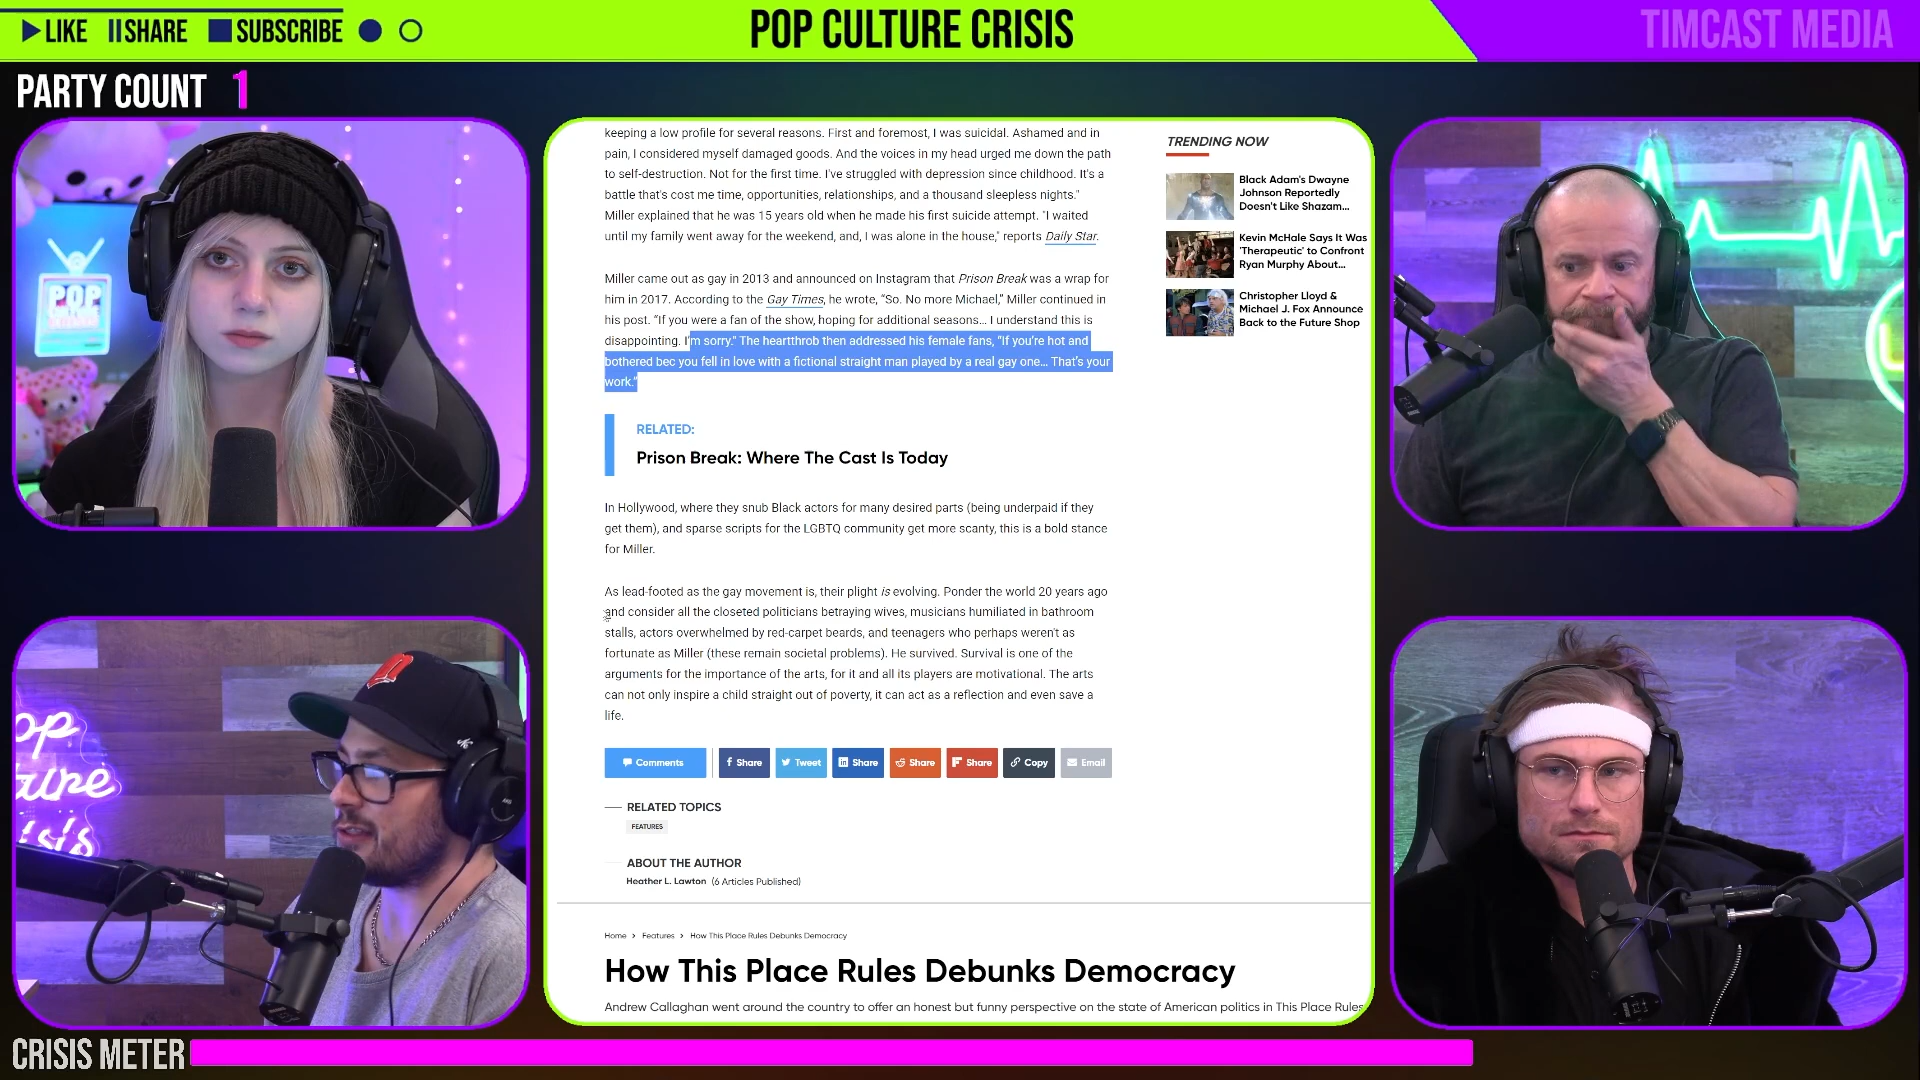 LIKE SHARE SUBSCRIBE
POP CULTURE CRISIS
TIMCAST MEDIA
PARTY COUNT 1
POP
CULTURE
keeping a low profile for several reasons. First and foremost, I was suicidal. Ashamed and in
pain, I considered myself damaged goods. And the voices in my head urged me down the path
to self-destruction. Not for the first time. I've struggled with depression since childhood. It's a
battle that's cost me time, opportunities, relationships, and a thousand sleepless nights."
Miller explained that he was 15 years old when he made his first suicide attempt. "I waited
until my family went away for the weekend, and, I was alone in the house," reports Daily Star.
Miller came out as gay in 2013 and announced on Instagram that Prison Break was a wrap for
him in 2017. According to the Gay Times, he wrote, “So. No more Michael,” Miller continued in
his post. “If you were a fan of the show, hoping for additional seasons… I understand this is
disappointing. I'm sorry." The heartthrob then addressed his female fans, "If you're hot and
bothered bec you fell in love with a fictional straight man played by a real gay one… That’s your
work.”
RELATED:
Prison Break: Where The Cast Is Today
In Hollywood, where they snub Black actors for many desired parts (being underpaid if they
get them), and sparse scripts for the LGBTQ community get more scanty, this is a bold stance
for Miller.
As lead-footed as the gay movement is, their plight is evolving. Ponder the world 20 years ago
and consider all the closeted politicians betraying wives, musicians humiliated in bathroom
stalls, actors overwhelmed by red-carpet beards, and teenagers who perhaps weren't as
fortunate as Miller (these remain societal problems). He survived. Survival is one of the
arguments for the importance of the arts, for it and all its players are motivational. The arts
can not only inspire a child straight out of poverty, it can act as a reflection and even save a
life.
Comments Share Tweet Share Share Share Copy Email
RELATED TOPICS
FEATURES
ABOUT THE AUTHOR
Heather L. Lawton (6 Articles Published)
Home > Features > How This Place Rules Debunks Democracy
How This Place Rules Debunks Democracy
Andrew Callaghan went around the country to offer an honest but funny perspective on the state of American politics in This Place Rules
TRENDING NOW
Black Adam's Dwayne
Johnson Reportedly
Doesn't Like Shazam...
Kevin McHale Says It Was
'Therapeutic' to Confront
Ryan Murphy About...
Christopher Lloyd &
Michael J. Fox Announce
Back to the Future Shop
CRISIS METER